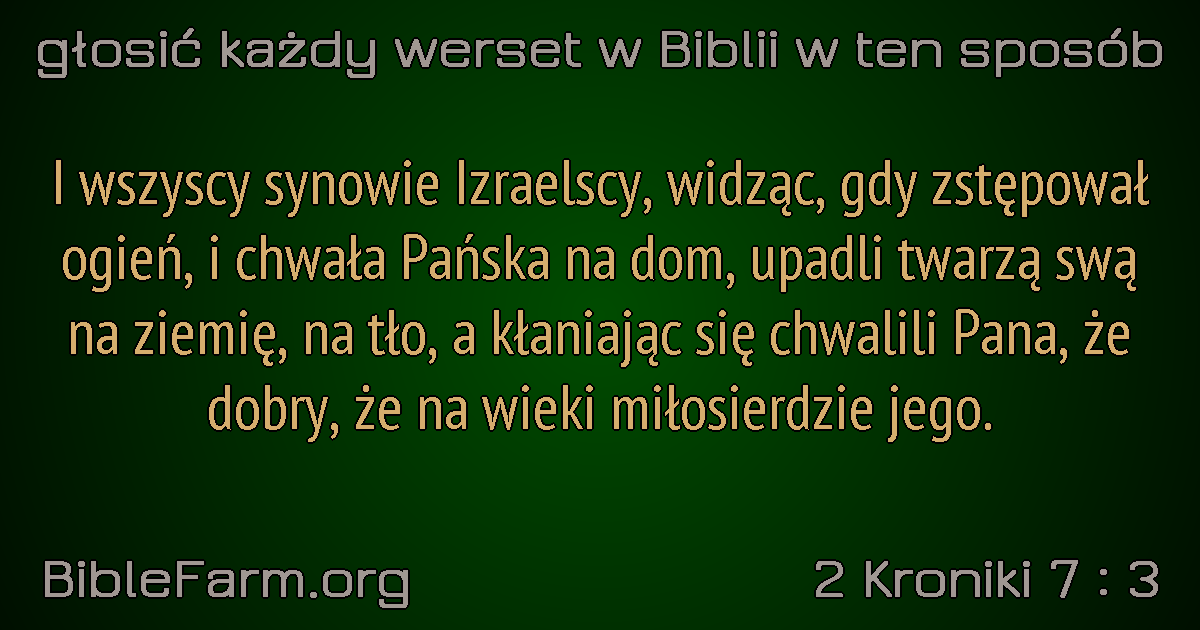 głosić każdy werset w Biblii w ten sposób
I wszyscy synowie Izraelscy, widząc, gdy zstępował
ogień, i chwała Pańska na dom, upadli twarzą swą
na ziemię, na tło, a kłaniając się chwalili Pana, że
dobry, że na wieki miłosierdzie jego.
BibleFarm.org
2 Kroniki 7 : 3